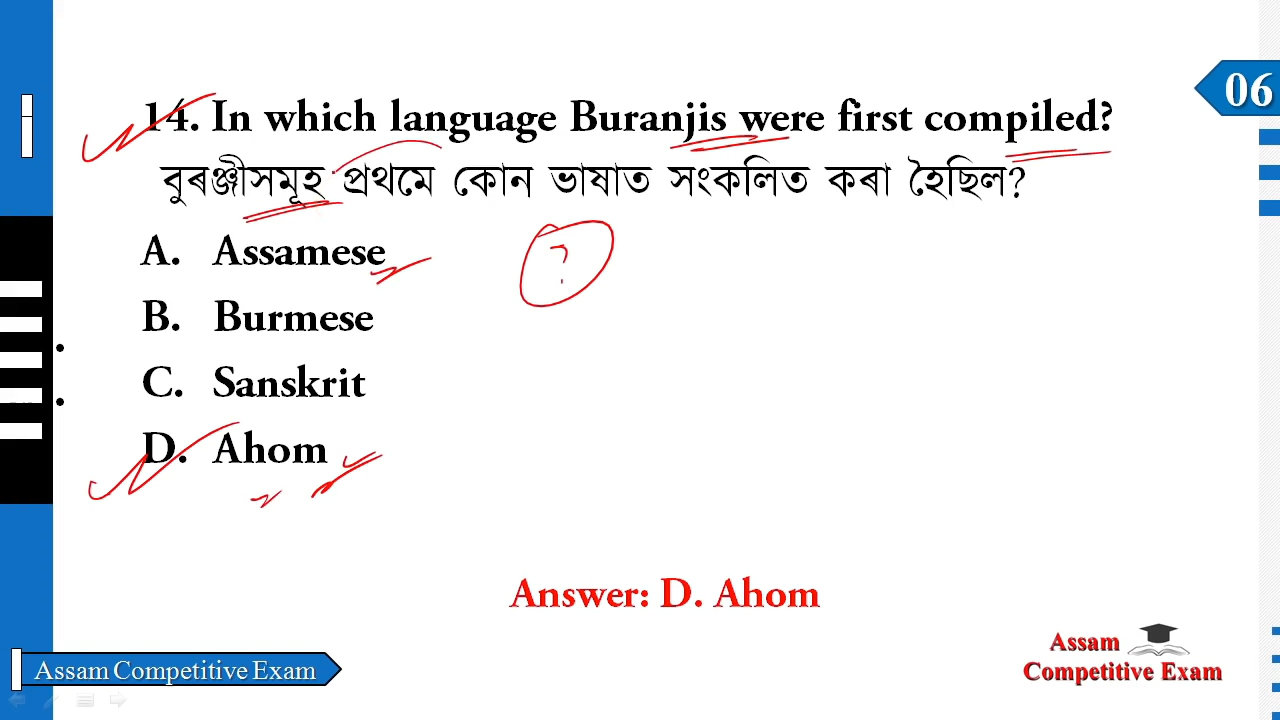 06
14. In which language Buranjis were first compiled?
বুৰঞ্জীসমূহ প্ৰথমে কোন ভাষাত সংকলিত কৰা হৈছিল?
A. Assamese
?
B. Burmese
C. Sanskrit
D. Ahom
Answer: D. Ahom
Assam Competitive Exam
Assam
Competitive Exam